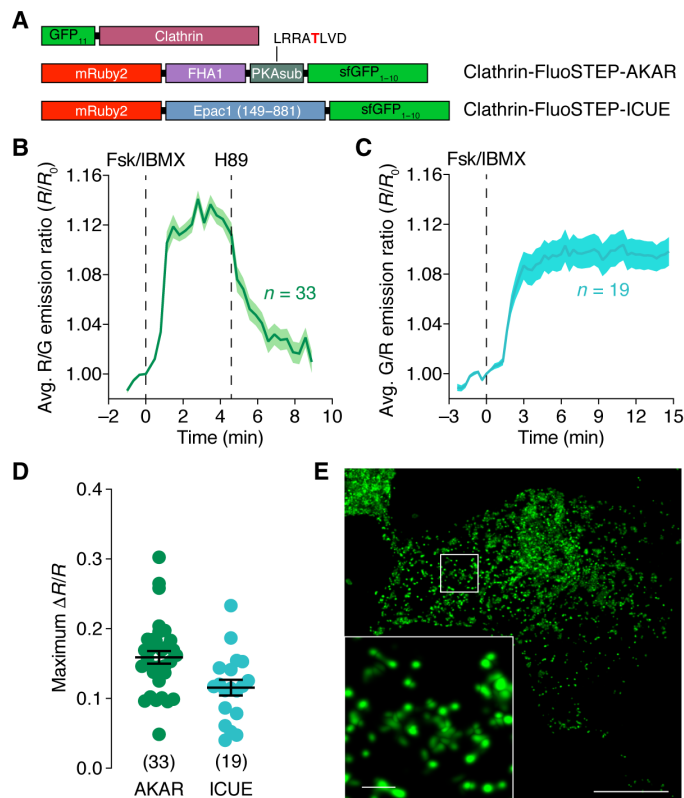 A
GFP11 Clathrin
LRRATLVD
mRuby2 FHA1 PKAsub sfGFP1–10 Clathrin-FluoSTEP-AKAR
mRuby2 Epac1 (149–881) sfGFP1–10 Clathrin-FluoSTEP-ICUE
B
Fsk/IBMX H89
Avg. R/G emission ratio (R/R0)
1.16
1.12
1.08
1.04
1.00
n = 33
−2 0 2 4 6 8 10
Time (min)
C
Fsk/IBMX
Avg. G/R emission ratio (R/R0)
1.16
1.12
1.08
1.04
1.00
n = 19
−3 0 3 6 9 12 15
Time (min)
D
Maximum ΔR/R
0.4
0.3
0.2
0.1
0.0
(33) (19)
AKAR ICUE
E